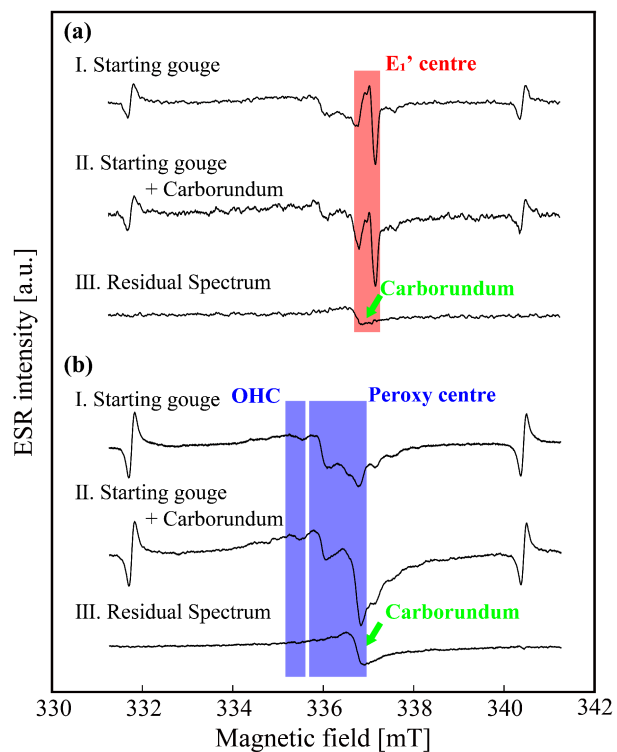 (a)
I. Starting gouge
E₁’ centre
II. Starting gouge
+ Carborundum
III. Residual Spectrum
Carborundum
(b)
I. Starting gouge
OHC
Peroxy centre
II. Starting gouge
+ Carborundum
III. Residual Spectrum
Carborundum
ESR intensity [a.u.]
330 332 334 336 338 340 342
Magnetic field [mT]